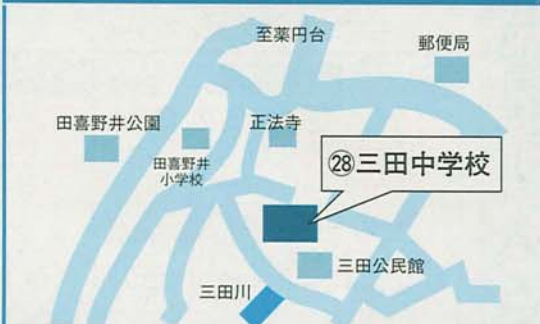 至薬円台
郵便局
田喜野井公園
正法寺
田喜野井
小学校
㉘三田中学校
三田公民館
三田川